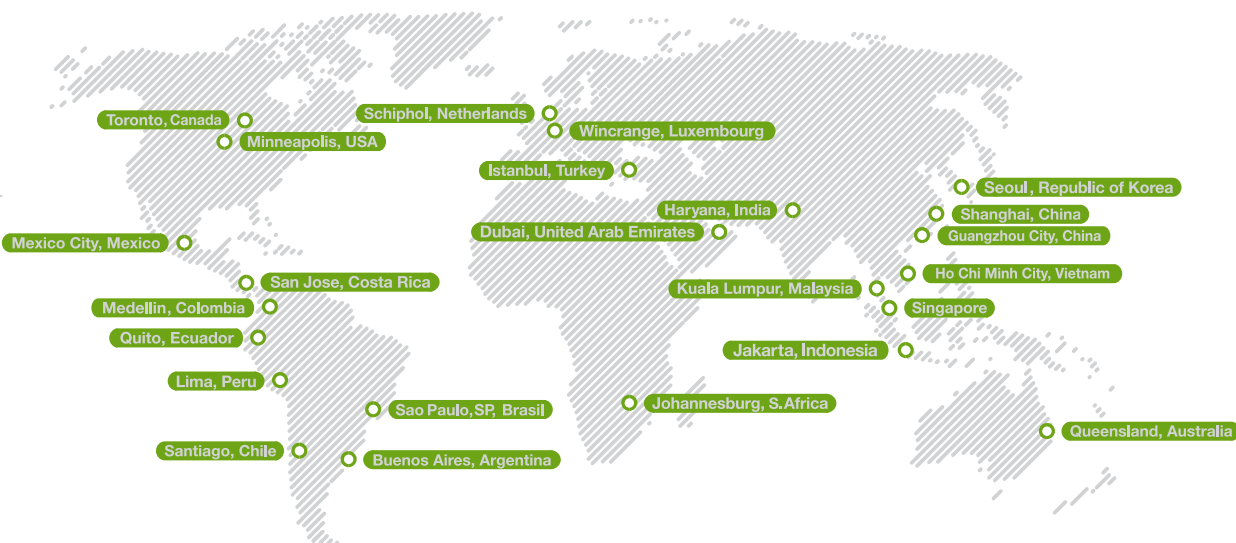 Schiphol, Netherlands
Toronto, Canada
Wincrange, Luxembourg
Minneapolis, USA
Istanbul, Turkey
Seoul, Republic of Korea
Haryana, India
Shanghai, China
Dubai, United Arab Emirates
Guangzhou City, China
Mexico City, Mexico
Ho Chi Minh City, Vietnam
San Jose, Costa Rica
Kuala Lumpur, Malaysia
Medellin, Colombia
Singapore
Quito, Ecuador
Jakarta, Indonesia
Lima, Peru
Johannesburg, S.Africa
Sao Paulo,SP, Brasil
Queensland, Australia
Santiago, Chile
Buenos Aires, Argentina